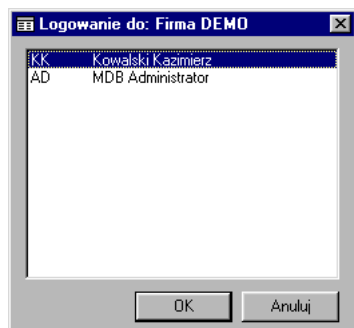 Logowanie do: Firma DEMO
KK Kowalski Kazimierz
AD MDB Administrator
OK Anuluj